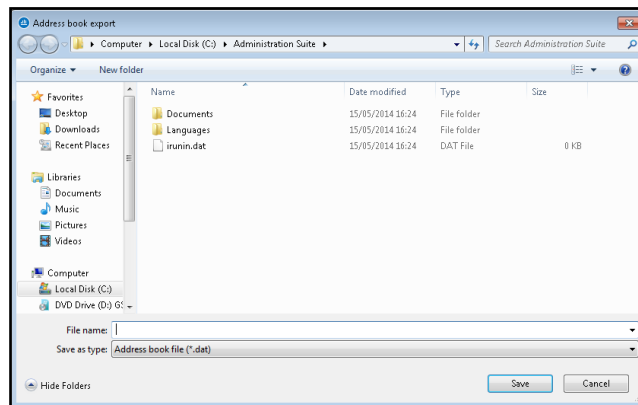 Address book export
Computer Local Disk (C:) Administration Suite
Search Administration Suite
Organize New folder
Name Date modified Type Size
Favorites
Desktop
Downloads
Recent Places
Libraries
Documents
Music
Pictures
Videos
Computer
Local Disk (C:)
DVD Drive (D:)
Documents 15/05/2014 16:24 File folder
Languages 15/05/2014 16:24 File folder
irunin.dat 15/05/2014 16:24 DAT File 0 KB
File name:
Save as type: Address book file (*.dat)
Hide Folders
Save Cancel